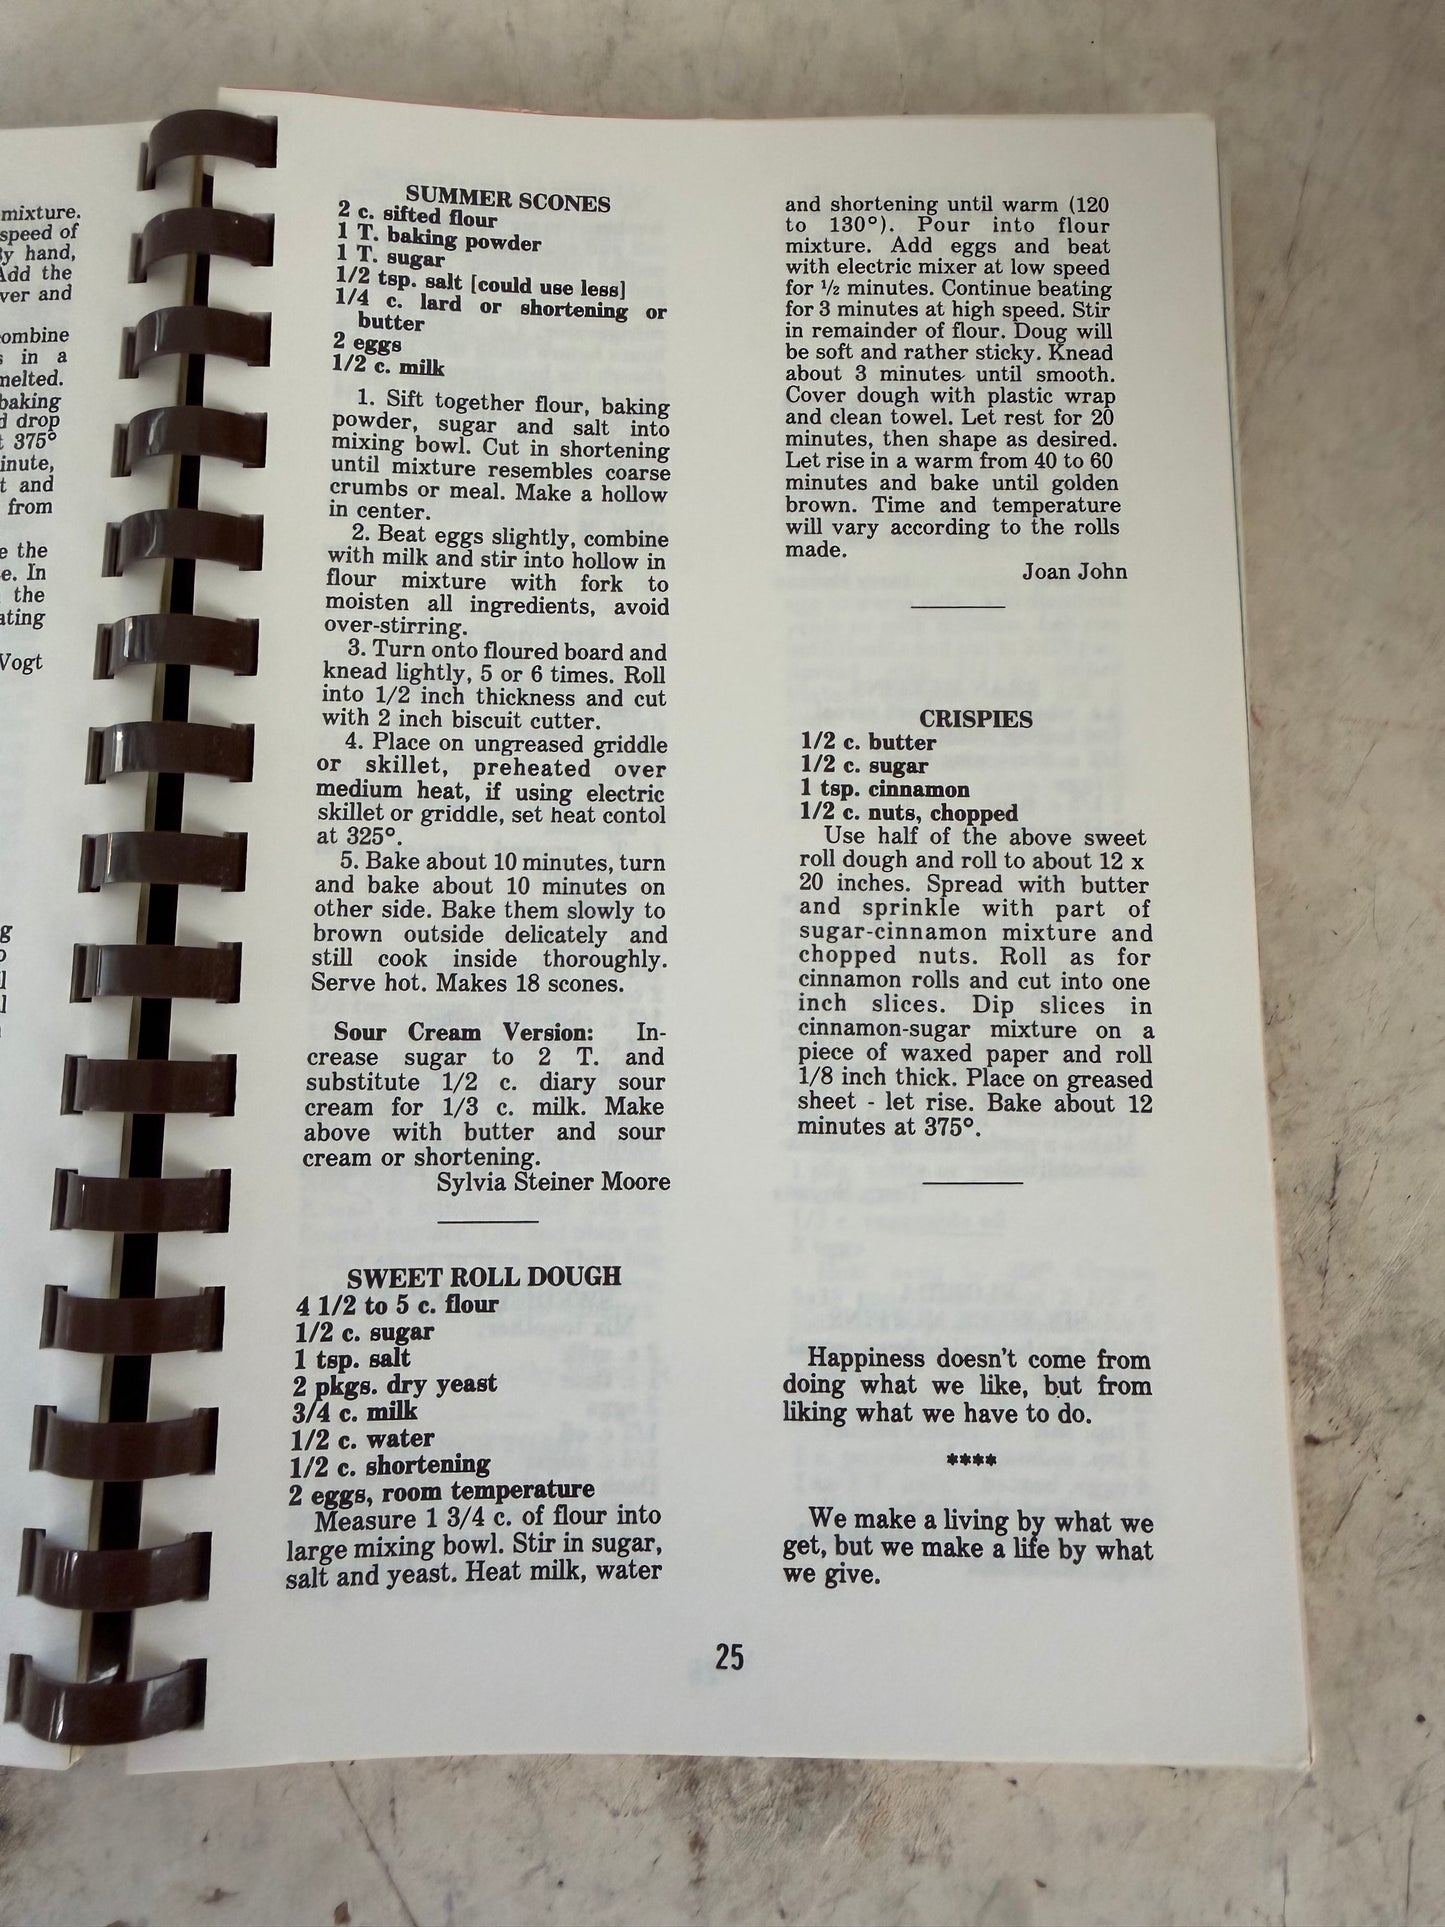 mixture.
speed of
By hand,
Add the
ver and
ombine
s in a
melted.
baking
d drop
t 375°
inute,
t and
from
e the
e. In
the
ating
Vogt
g
SUMMER SCONES
2 c. sifted flour
1 T. baking powder
1 T. sugar
1/2 tsp. salt [could use less]
1/4 c. lard or shortening or
butter
2 eggs
1/2 c. milk
1. Sift together flour, baking
powder, sugar and salt into
mixing bowl. Cut in shortening
until mixture resembles coarse
crumbs or meal. Make a hollow
in center.
2. Beat eggs slightly, combine
with milk and stir into hollow in
flour mixture with fork to
moisten all ingredients, avoid
over-stirring.
3. Turn onto floured board and
knead lightly, 5 or 6 times. Roll
into 1/2 inch thickness and cut
with 2 inch biscuit cutter.
4. Place on ungreased griddle
or skillet, preheated over
medium heat, if using electric
skillet or griddle, set heat contol
at 325°.
5. Bake about 10 minutes, turn
and bake about 10 minutes on
other side. Bake them slowly to
brown outside delicately and
still cook inside thoroughly.
Serve hot. Makes 18 scones.
Sour Cream Version: In-
crease sugar to 2 T. and
substitute 1/2 c. diary sour
cream for 1/3 c. milk. Make
above with butter and sour
cream or shortening.
Sylvia Steiner Moore
SWEET ROLL DOUGH
4 1/2 to 5 c. flour
1/2 c. sugar
1 tsp. salt
2 pkgs. dry yeast
3/4 c. milk
1/2 c. water
1/2 c. shortening
2 eggs, room temperature
Measure 1 3/4 c. of flour into
large mixing bowl. Stir in sugar,
salt and yeast. Heat milk, water
and shortening until warm (120
to 130°). Pour into flour
mixture. Add eggs and beat
with electric mixer at low speed
for ½ minutes. Continue beating
for 3 minutes at high speed. Stir
in remainder of flour. Doug will
be soft and rather sticky. Knead
about 3 minutes until smooth.
Cover dough with plastic wrap
and clean towel. Let rest for 20
minutes, then shape as desired.
Let rise in a warm from 40 to 60
minutes and bake until golden
brown. Time and temperature
will vary according to the rolls
made.
Joan John
CRISPIES
1/2 c. butter
1/2 c. sugar
1 tsp. cinnamon
1/2 c. nuts, chopped
Use half of the above sweet
roll dough and roll to about 12 x
20 inches. Spread with butter
and sprinkle with part of
sugar-cinnamon mixture and
chopped nuts. Roll as for
cinnamon rolls and cut into one
inch slices. Dip slices in
cinnamon-sugar mixture on a
piece of waxed paper and roll
1/8 inch thick. Place on greased
sheet - let rise. Bake about 12
minutes at 375°.
Happiness doesn't come from
doing what we like, but from
liking what we have to do.
****
We make a living by what we
get, but we make a life by what
we give.
25